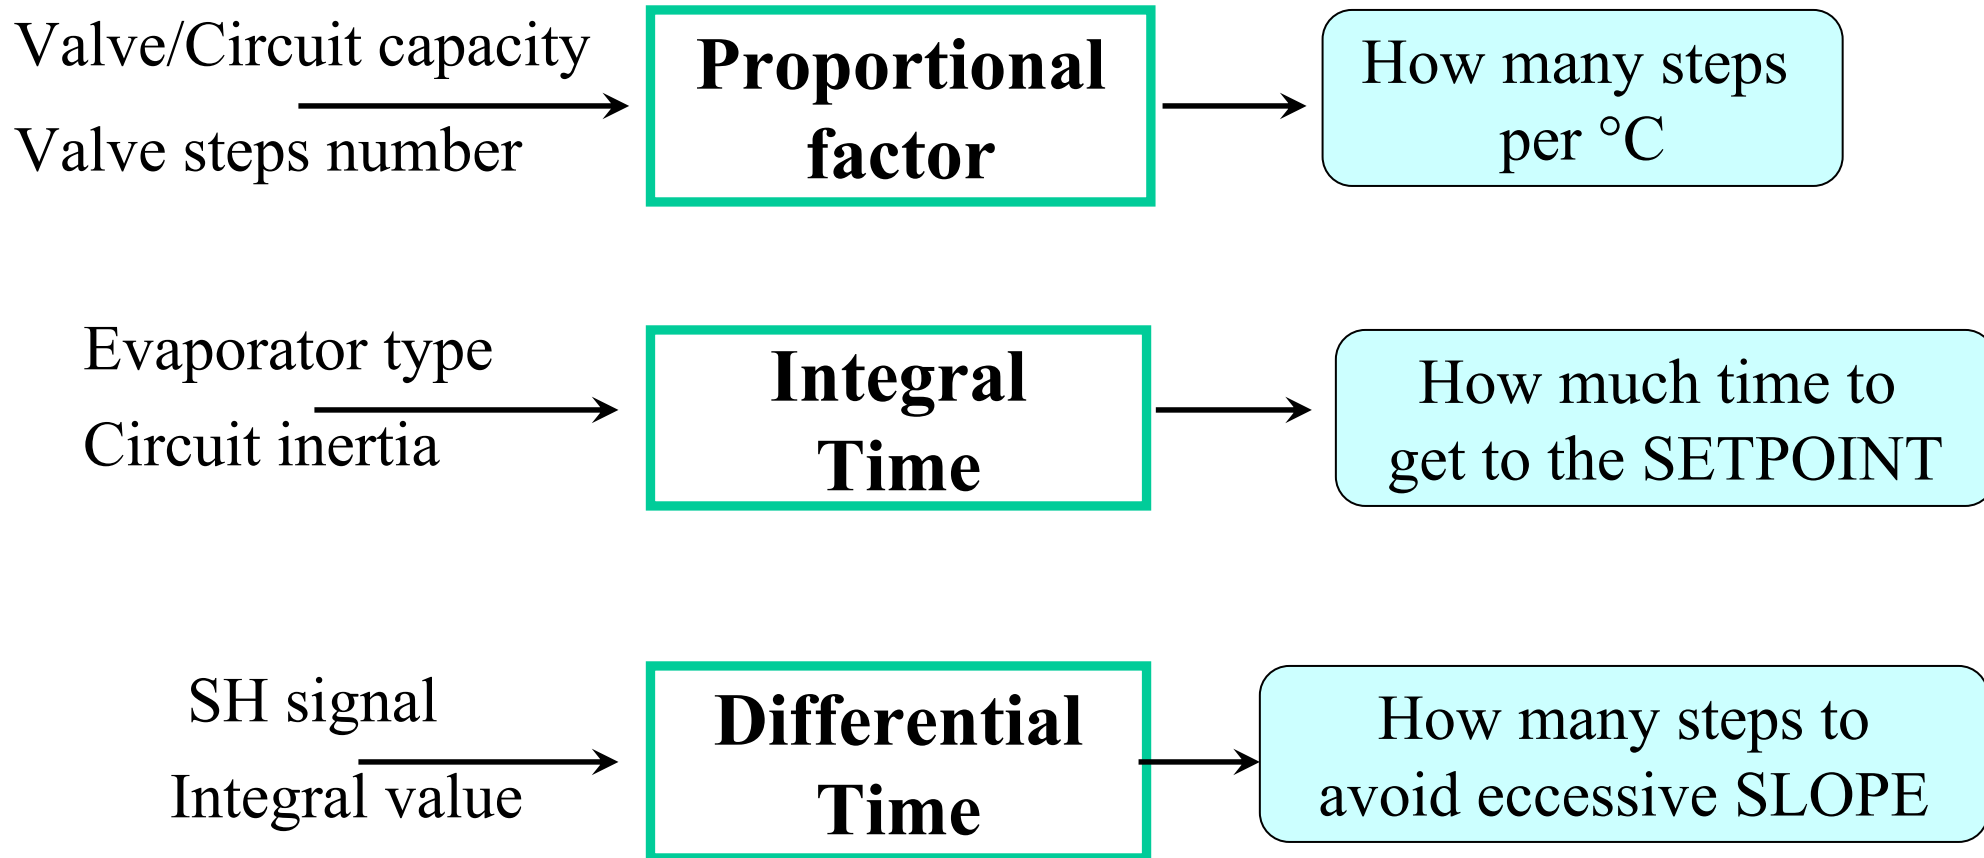 Valve/Circuit capacity
Valve steps number
Proportional
factor
How many steps
per °C
Evaporator type
Circuit inertia
Integral
Time
How much time to
get to the SETPOINT
SH signal
Integral value
Differential
Time
How many steps to
avoid eccessive SLOPE